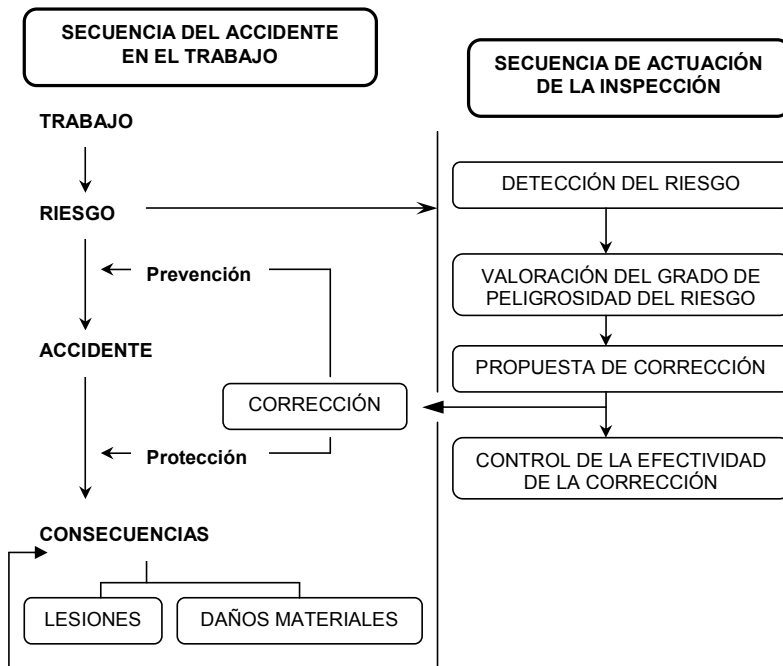 SECUENCIA DEL ACCIDENTE
EN EL TRABAJO
TRABAJO
RIESGO
Prevención
ACCIDENTE
CORRECCIÓN
Protección
CONSECUENCIAS
LESIONES
DAÑOS MATERIALES
SECUENCIA DE ACTUACIÓN
DE LA INSPECCIÓN
DETECCIÓN DEL RIESGO
VALORACIÓN DEL GRADO DE
PELIGROSIDAD DEL RIESGO
PROPUESTA DE CORRECCIÓN
CONTROL DE LA EFECTIVIDAD
DE LA CORRECCIÓN